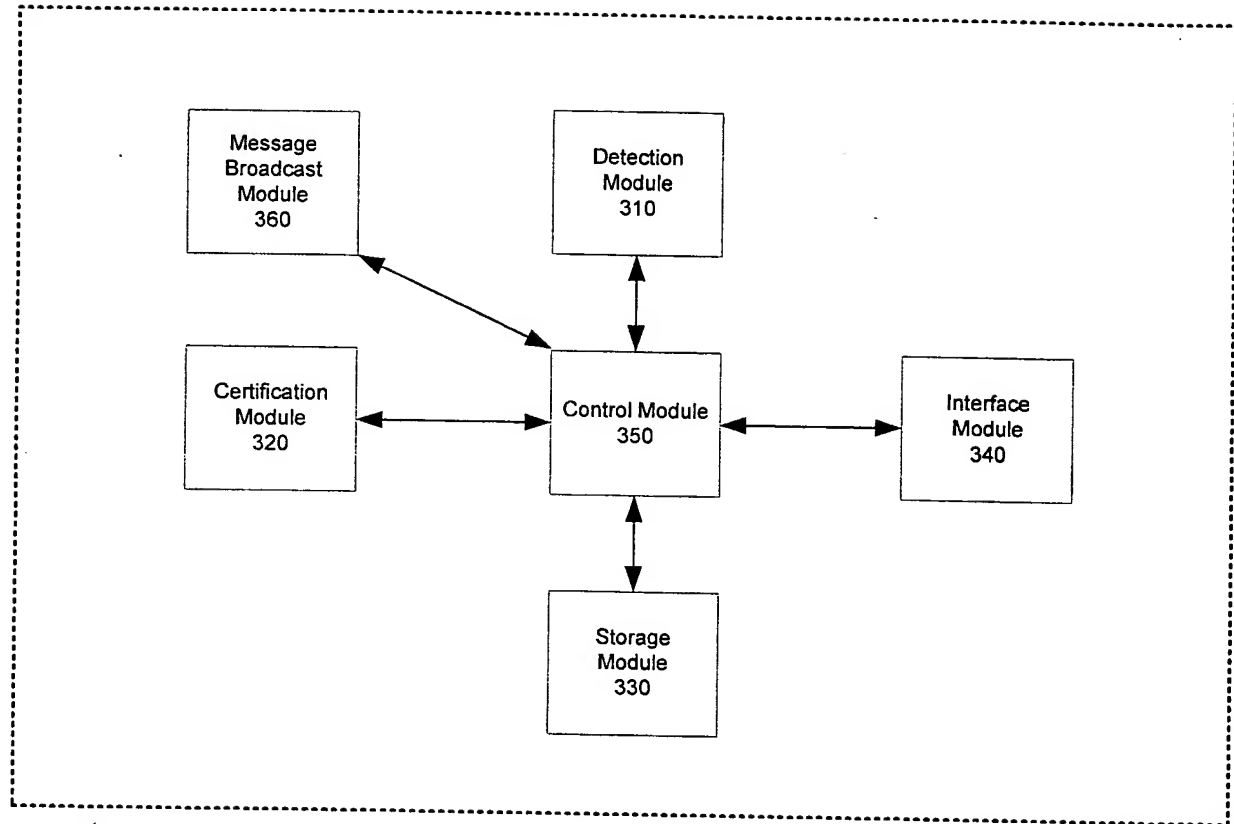 Message
Broadcast
Module
360
Detection
Module
310
Certification
Module
320
Control Module
350
Interface
Module
340
Storage
Module
330